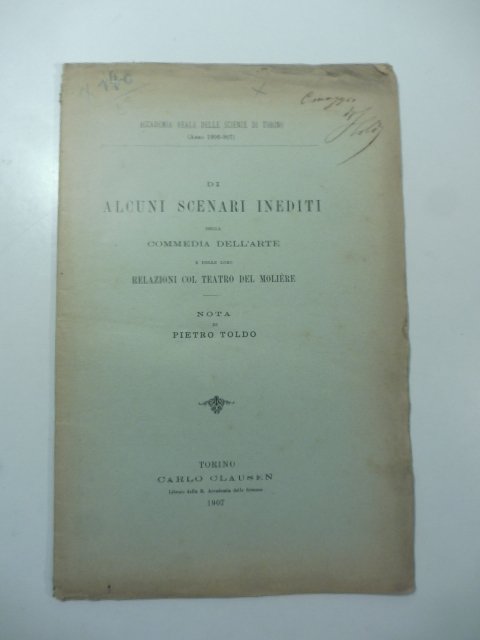 ACCADEMIA REALE DELLE SCIENZE DI TORINO
(Anno 1906-907)
DI
ALCUNI SCENARI INEDITI
DELLA
COMMEDIA DELL'ARTE
E DELLE LORO
RELAZIONI COL TEATRO DEL MOLIÈRE
NOTA
DI
PIETRO TOLDO
TORINO
CARLO CLAUSEN
Libraio della R. Accademia delle Scienze
1907